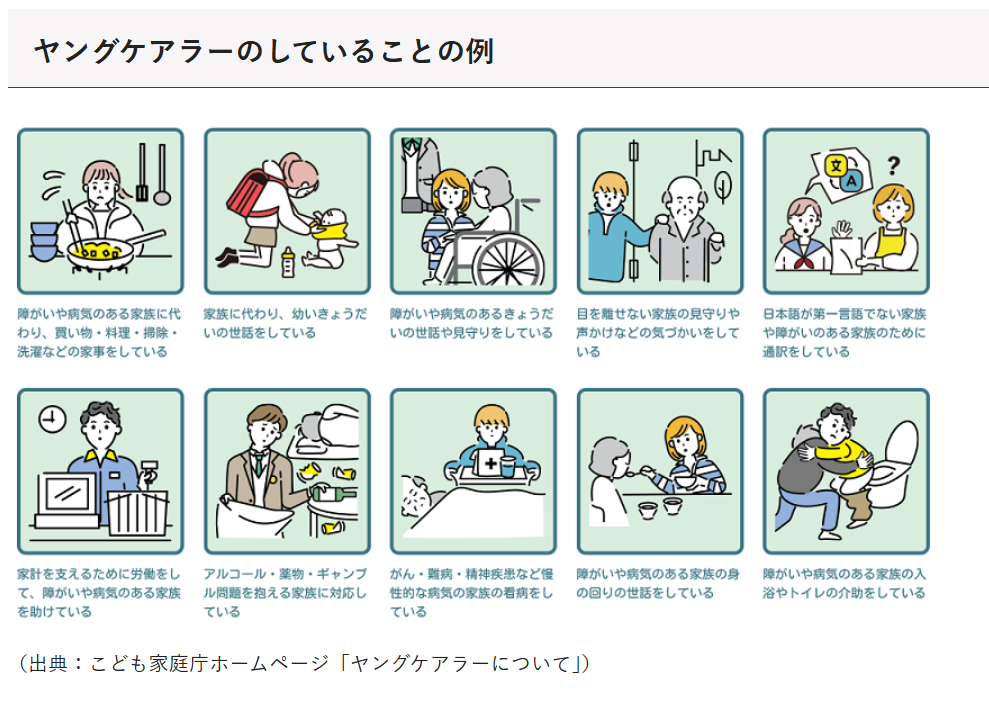 ヤングケアラーのしていることの例
文
A
?
障がいや病気のある家族に代
わり、買い物・料理・掃除・
洗濯などの家事をしている
家族に代わり、幼いきょうだ
いの世話をしている
障がいや病気のあるきょうだ
いの世話や見守りをしている
目を離せない家族の見守りや
声かけなどの気づかいをして
いる
日本語が第一言語でない家族
や障がいのある家族のために
通訳をしている
家計を支えるために労働をし
て、障がいや病気のある家族
を助けている
アルコール・薬物・ギャンブ
ル問題を抱える家族に対応し
ている
がん・難病・精神疾患など慢
性的な病気の家族の看病をし
ている
障がいや病気のある家族の身
の回りの世話をしている
障がいや病気のある家族の入
浴やトイレの介助をしている
（出典：こども家庭庁ホームページ「ヤングケアラーについて」）